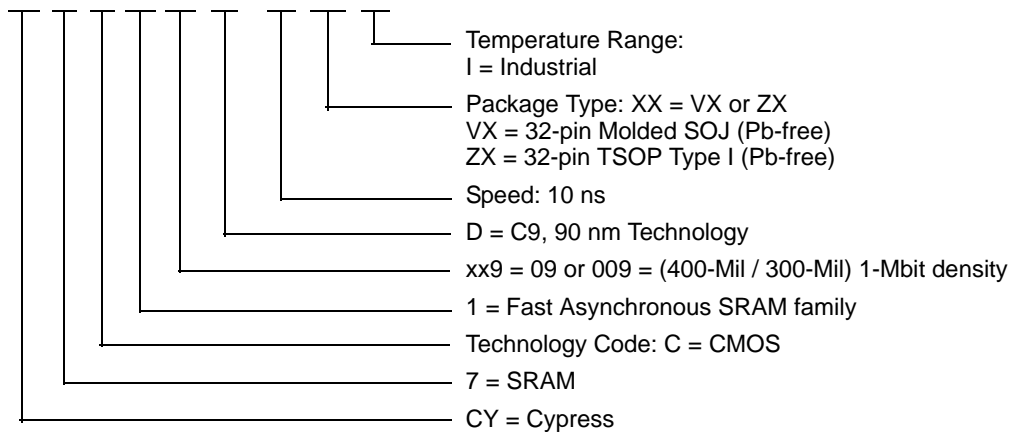 Temperature Range:
I = Industrial
Package Type: XX = VX or ZX
VX = 32-pin Molded SOJ (Pb-free)
ZX = 32-pin TSOP Type I (Pb-free)
Speed: 10 ns
D = C9, 90 nm Technology
xx9 = 09 or 009 = (400-Mil / 300-Mil) 1-Mbit density
1 = Fast Asynchronous SRAM family
Technology Code: C = CMOS
7 = SRAM
CY = Cypress